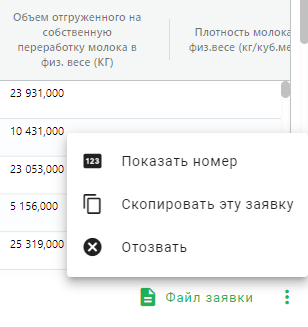 Объем отгруженного на
собственную
переработку молока в
физ. весе (КГ)
Плотность молока
физ.весе (кг/куб.ме
23 931,000
10 431,000
23 053,000
5 156,000
25 319,000
123 Показать номер
Скопировать эту заявку
Отозвать
Файл заявки